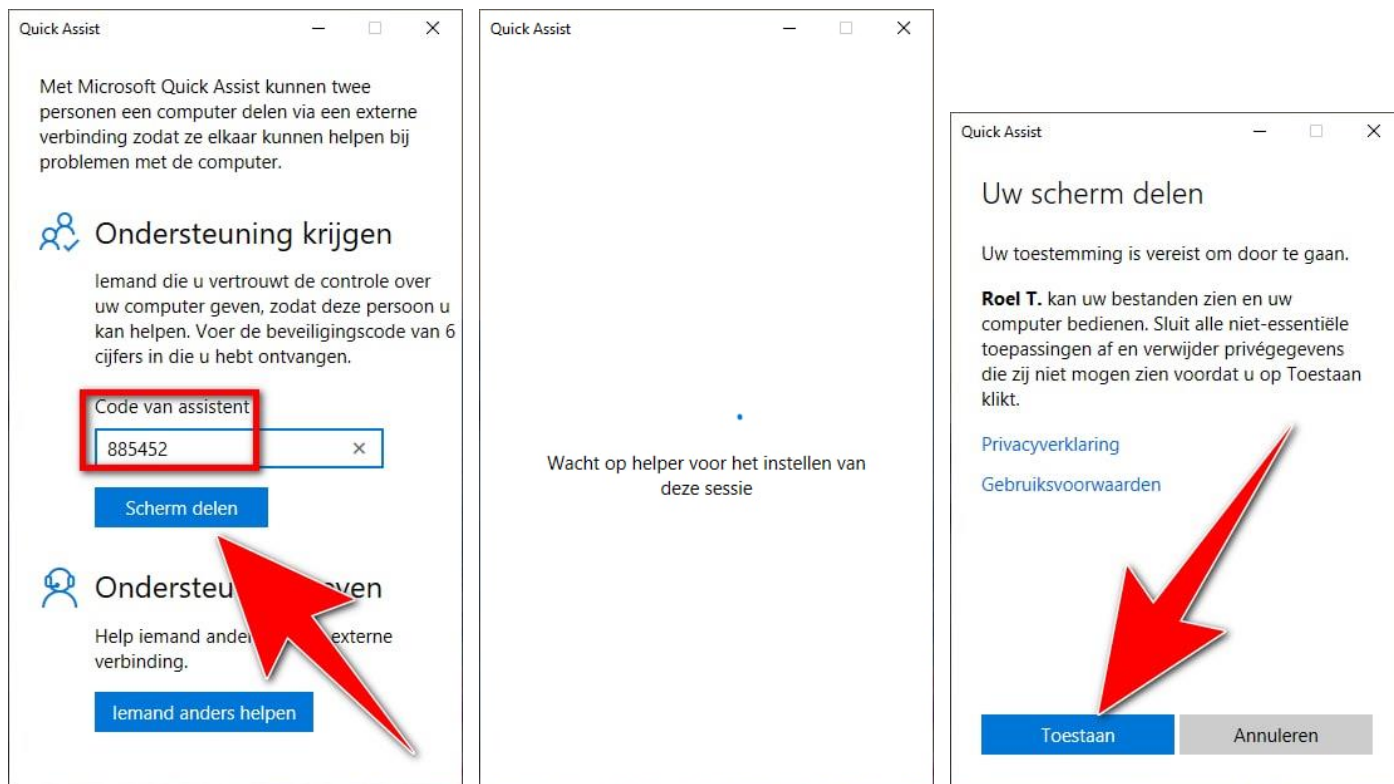 Quick Assist
Met Microsoft Quick Assist kunnen twee
personen een computer delen via een externe
verbinding zodat ze elkaar kunnen helpen bij
problemen met de computer.
Ondersteuning krijgen
Iemand die u vertrouwt de controle over
uw computer geven, zodat deze persoon u
kan helpen. Voer de beveiligingscode van 6
cijfers in die u hebt ontvangen.
Code van assistent
885452
Scherm delen
Help iemand externe
verbinding.
Iemand anders helpen
Quick Assist
Wacht op helper voor het instellen van
deze sessie
Quick Assist
Uw scherm delen
Uw toestemming is vereist om door te gaan.
Roel T. kan uw bestanden zien en uw
computer bedienen. Sluit alle niet-essentiële
toepassingen af en verwijder privégegevens
die zij niet mogen zien voordat u op Toestaan
klikt.
Privacyverklaring
Gebruiksvoorwaarden
Toestaan Annuleren